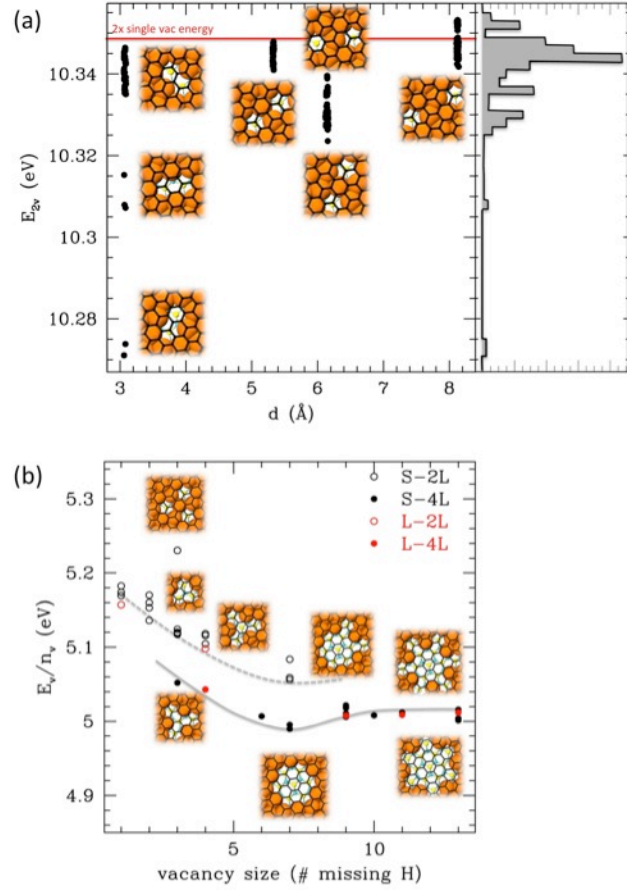 (a)
2x single vac energy
10.34
10.32
10.3
10.28
E2v (eV)
3 4 5 6 7 8
d (Å)
(b)
S-2L
S-4L
L-2L
L-4L
5.3
5.2
5.1
5
4.9
Ev/nv (eV)
5 10
vacancy size (# missing H)